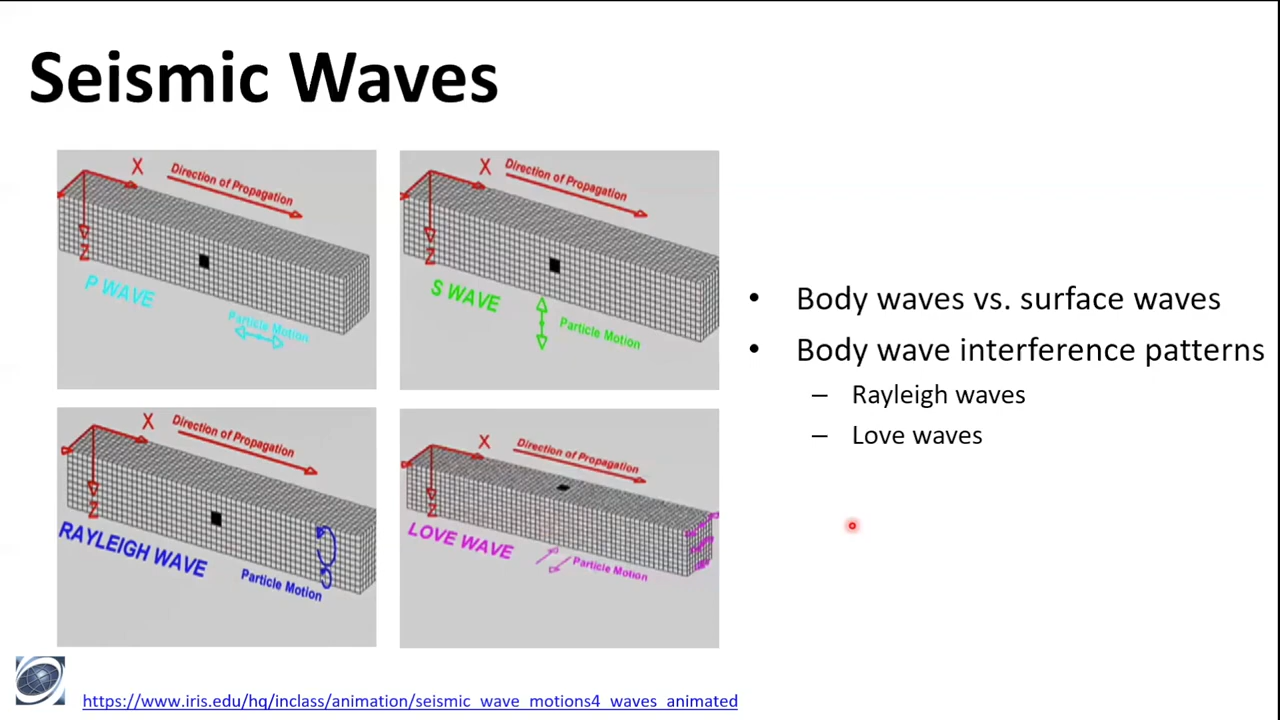 Seismic Waves
X
Direction of Propagation
Z
P WAVE
Particle Motion
X
Direction of Propagation
Z
S WAVE
Particle Motion
X
Direction of Propagation
Z
RAYLEIGH WAVE
Particle Motion
X
Direction of Propagation
Z
LOVE WAVE
Particle Motion
• Body waves vs. surface waves
• Body wave interference patterns
– Rayleigh waves
– Love waves
https://www.iris.edu/hq/inclass/animation/seismic_wave_motions4_waves_animated